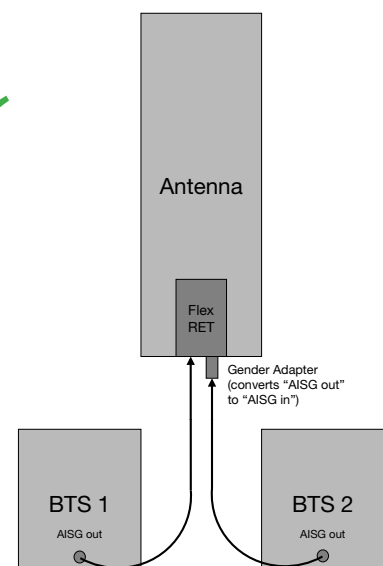 Antenna
Flex
RET
Gender Adapter
(converts “AISG out”
to “AISG in”)
BTS 1
AISG out
BTS 2
AISG out